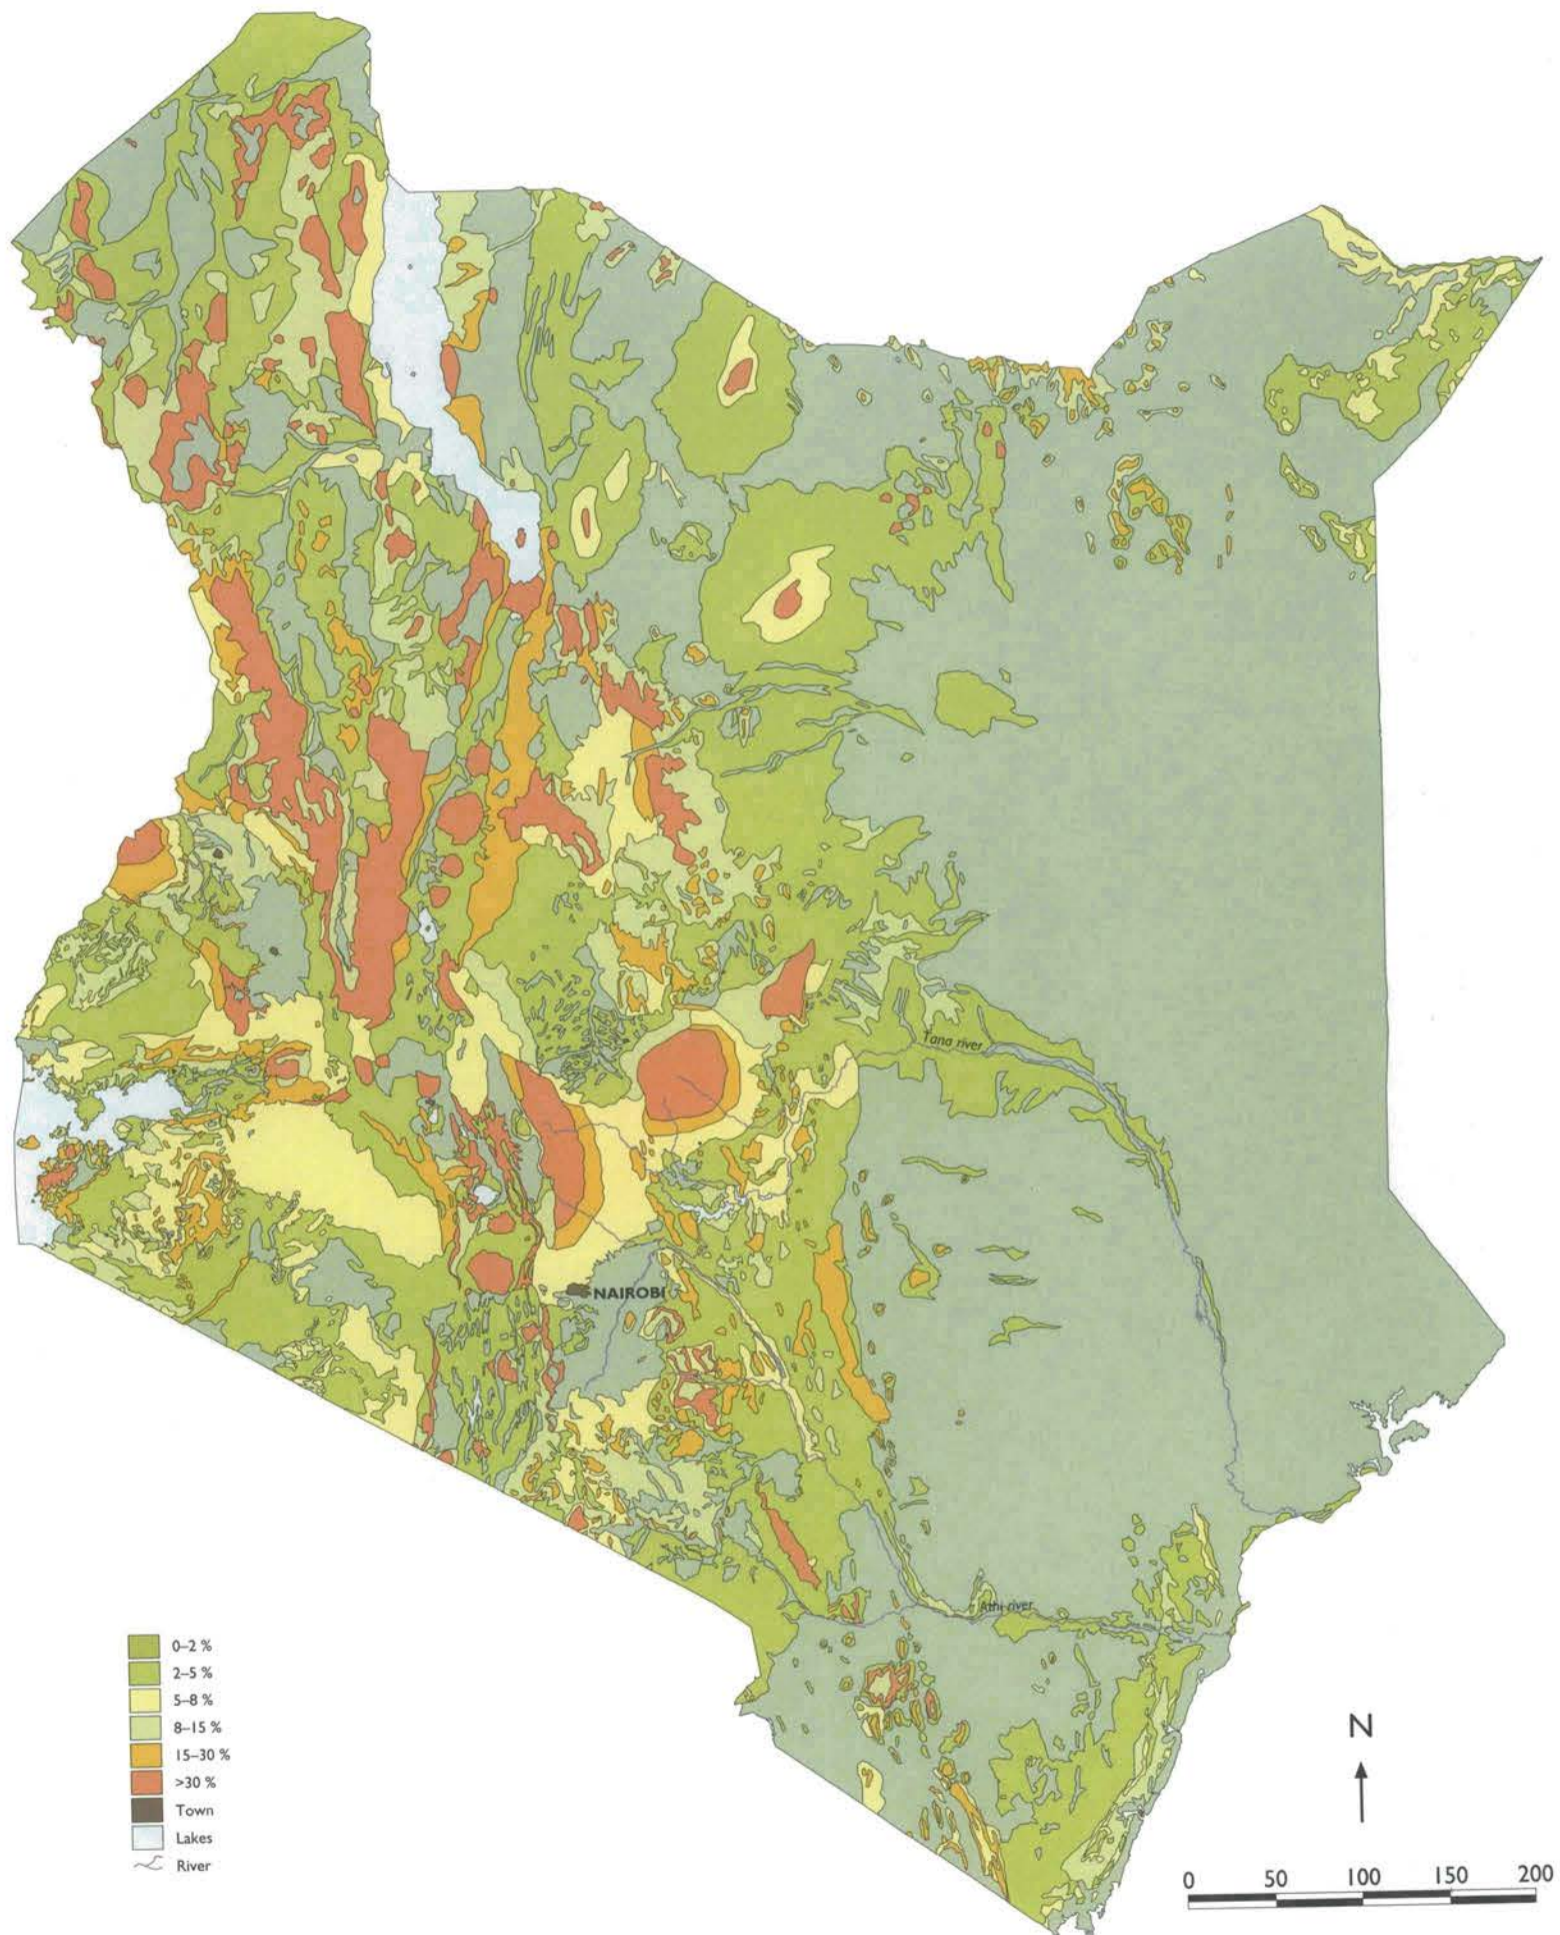 Tana river
NAIROBI
Athi river
0–2 %
2–5 %
5–8 %
8–15 %
15–30 %
>30 %
Town
Lakes
River
N
0 50 100 150 200